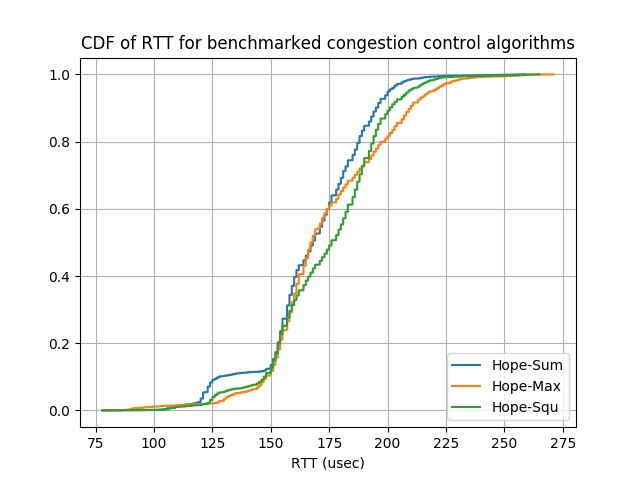 CDF of RTT for benchmarked congestion control algorithms
1.0
0.8
0.6
0.4
0.2
0.0
Hope-Sum
Hope-Max
Hope-Squ
75 100 125 150 175 200 225 250 275
RTT (usec)